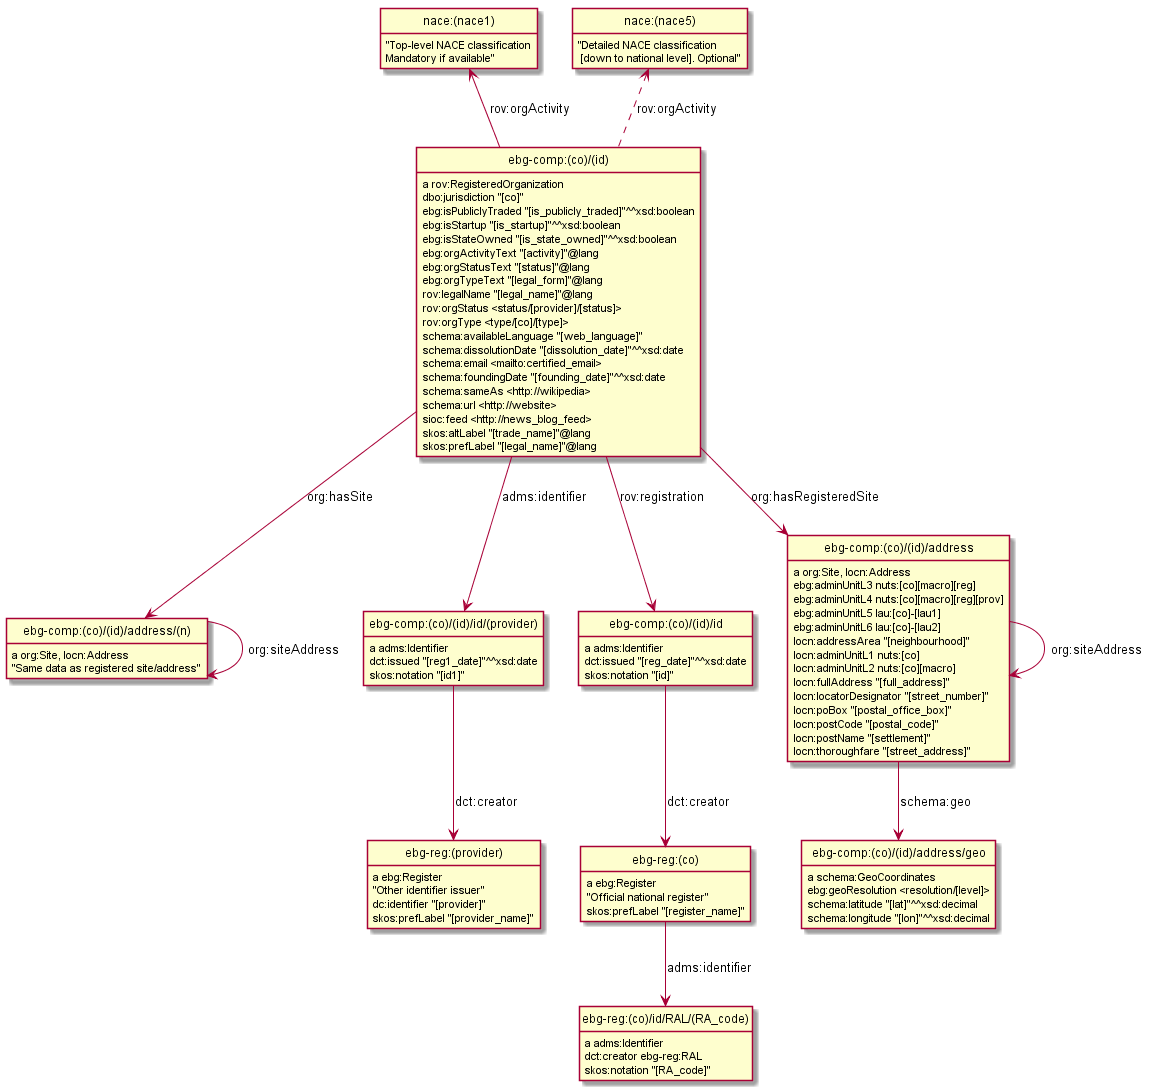 nace:(nace1)
"Top-level NACE classification
Mandatory if available"
nace:(nace5)
"Detailed NACE classification
[down to national level]. Optional"
rov:orgActivity
rov:orgActivity
ebg-comp:(co)/(id)
a rov:RegisteredOrganization
dbo:jurisdiction "[co]"
ebg:isPubliclyTraded "[is_publicly_traded]"^^xsd:boolean
ebg:isStartup "[is_startup]"^^xsd:boolean
ebg:isStateOwned "[is_state_owned]"^^xsd:boolean
ebg:orgActivityText "[activity]"@lang
ebg:orgStatusText "[status]"@lang
ebg:orgTypeText "[legal_form]"@lang
rov:legalName "[legal_name]"@lang
rov:orgStatus <status/[provider]/[status]>
rov:orgType <type/[co]/[type]>
schema:availableLanguage "[web_language]"
schema:dissolutionDate "[dissolution_date]"^^xsd:date
schema:email <mailto:certified_email>
schema:foundingDate "[founding_date]"^^xsd:date
schema:sameAs <http://wikipedia>
schema:url <http://website>
sioc:feed <http://news_blog_feed>
skos:altLabel "[trade_name]"@lang
skos:prefLabel "[legal_name]"@lang
org:hasSite
adms:identifier
rov:registration
org:hasRegisteredSite
ebg-comp:(co)/(id)/address/(n)
a org:Site, locn:Address
"Same data as registered site/address"
org:siteAddress
ebg-comp:(co)/(id)/id/(provider)
a adms:Identifier
dct:issued "[reg1_date]"^^xsd:date
skos:notation "[id1]"
ebg-comp:(co)/(id)/id
a adms:Identifier
dct:issued "[reg_date]"^^xsd:date
skos:notation "[id]"
ebg-comp:(co)/(id)/address
a org:Site, locn:Address
ebg:adminUnitL3 nuts:[co][macro][reg]
ebg:adminUnitL4 nuts:[co][macro][reg][prov]
ebg:adminUnitL5 lau:[co]-[lau1]
ebg:adminUnitL6 lau:[co]-[lau2]
locn:addressArea "[neighbourhood]"
locn:adminUnitL1 nuts:[co]
locn:adminUnitL2 nuts:[co][macro]
locn:fullAddress "[full_address]"
locn:locatorDesignator "[street_number]"
locn:poBox "[postal_office_box]"
locn:postCode "[postal_code]"
locn:postName "[settlement]"
locn:thoroughfare "[street_address]"
org:siteAddress
dct:creator
dct:creator
schema:geo
ebg-reg:(provider)
a ebg:Register
"Other identifier issuer"
dc:identifier "[provider]"
skos:prefLabel "[provider_name]"
ebg-reg:(co)
a ebg:Register
"Official national register"
skos:prefLabel "[register_name]"
ebg-comp:(co)/(id)/address/geo
a schema:GeoCoordinates
ebg:geoResolution <resolution/[level]>
schema:latitude "[lat]"^^xsd:decimal
schema:longitude "[lon]"^^xsd:decimal
adms:identifier
ebg-reg:(co)/id/RAL/(RA_code)
a adms:Identifier
dct:creator ebg-reg:RAL
skos:notation "[RA_code]"